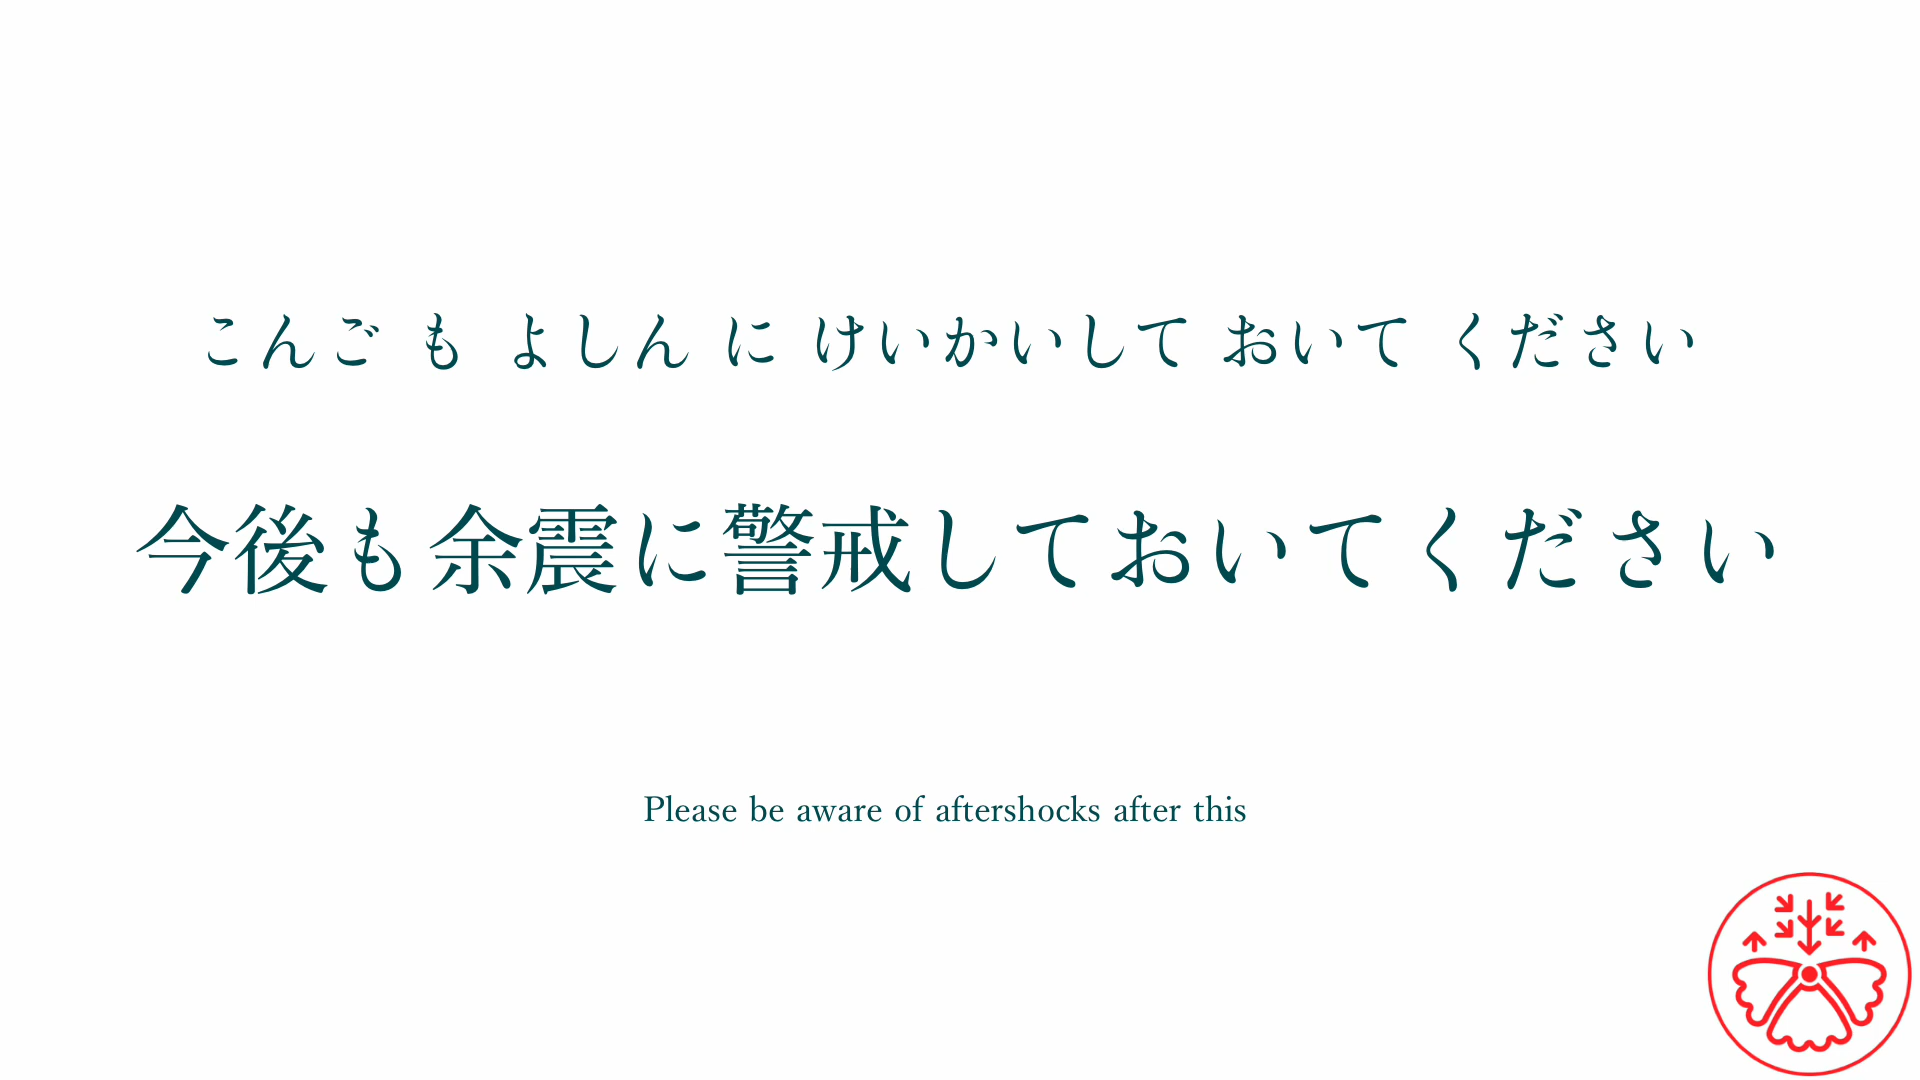 こんご も よしん に けいかいして おいて ください
今後も余震に警戒しておいてください
Please be aware of aftershocks after this